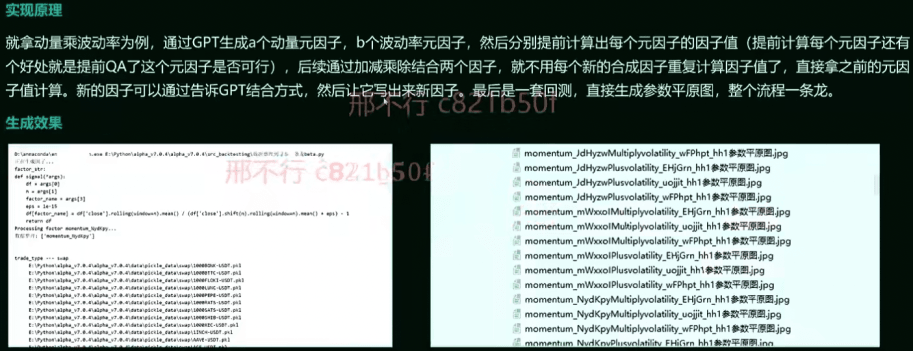 实现原理
就拿动量乘波动率为例，通过GPT生成a个动量元因子，b个波动率元因子，然后分别提前计算出每个元因子的因子值（提前计算每个元因子还有
个好处就是提前QA了这个元因子是否可行），后续通过加减乘除结合两个因子，就不用每个新的合成因子重复计算因子值了，直接拿之前的元因
子值计算。新的因子可以通过告诉GPT结合方式，然后让它写出来新因子。最后是一套回测，直接生成参数平原图，整个流程一条龙。
邢不行 c821b50f
生成效果
邢不行 c821b50f
factor_str:
def signal(*args):
df = args[0]
n = args[1]
factor_name = args[3]
eps = 1e-15
df[factor_name] = df['close'].rolling(window=n).mean() / (df['close'].shift(n).rolling(window=n).mean() + eps) - 1
return df
Processing factor momentum_NydKpy...
['momentum_NydKpy']
trade_type --- swap
E:\Python\alpha_v7.0.4\alpha_v7.0.4\data\pickle_data\swap\1000BONK-USDT.pkl
E:\Python\alpha_v7.0.4\alpha_v7.0.4\data\pickle_data\swap\1000BTTC-USDT.pkl
E:\Python\alpha_v7.0.4\alpha_v7.0.4\data\pickle_data\swap\1000FLOKI-USDT.pkl
E:\Python\alpha_v7.0.4\alpha_v7.0.4\data\pickle_data\swap\1000LUNC-USDT.pkl
E:\Python\alpha_v7.0.4\alpha_v7.0.4\data\pickle_data\swap\1000PEPE-USDT.pkl
E:\Python\alpha_v7.0.4\alpha_v7.0.4\data\pickle_data\swap\1000RATS-USDT.pkl
E:\Python\alpha_v7.0.4\alpha_v7.0.4\data\pickle_data\swap\1000SATS-USDT.pkl
E:\Python\alpha_v7.0.4\alpha_v7.0.4\data\pickle_data\swap\1000SHIB-USDT.pkl
E:\Python\alpha_v7.0.4\alpha_v7.0.4\data\pickle_data\swap\1000XEC-USDT.pkl
E:\Python\alpha_v7.0.4\alpha_v7.0.4\data\pickle_data\swap\1INCH-USDT.pkl
E:\Python\alpha_v7.0.4\alpha_v7.0.4\data\pickle_data\swap\AAVE-USDT.pkl
momentum_JdHyzwMultiplyvolatility_wFPhpt_hh1参数平原图.jpg
momentum_JdHyzwPlusvolatility_EHjGrn_hh1参数平原图.jpg
momentum_JdHyzwPlusvolatility_uojjit_hh1参数平原图.jpg
momentum_JdHyzwPlusvolatility_wFPhpt_hh1参数平原图.jpg
momentum_mWxxoIMultiplyvolatility_EHjGrn_hh1参数平原图.jpg
momentum_mWxxoIMultiplyvolatility_uojjit_hh1参数平原图.jpg
momentum_mWxxoIMultiplyvolatility_wFPhpt_hh1参数平原图.jpg
momentum_mWxxoIPlusvolatility_EHjGrn_hh1参数平原图.jpg
momentum_mWxxoIPlusvolatility_uojjit_hh1参数平原图.jpg
momentum_mWxxoIPlusvolatility_wFPhpt_hh1参数平原图.jpg
momentum_NydKpyMultiplyvolatility_EHjGrn_hh1参数平原图.jpg
momentum_NydKpyMultiplyvolatility_uojjit_hh1参数平原图.jpg
momentum_NydKpyMultiplyvolatility_wFPhpt_hh1参数平原图.jpg
momentum_NydKpyPlusvolatility_EHjGrn_hh1参数平原图.jpg